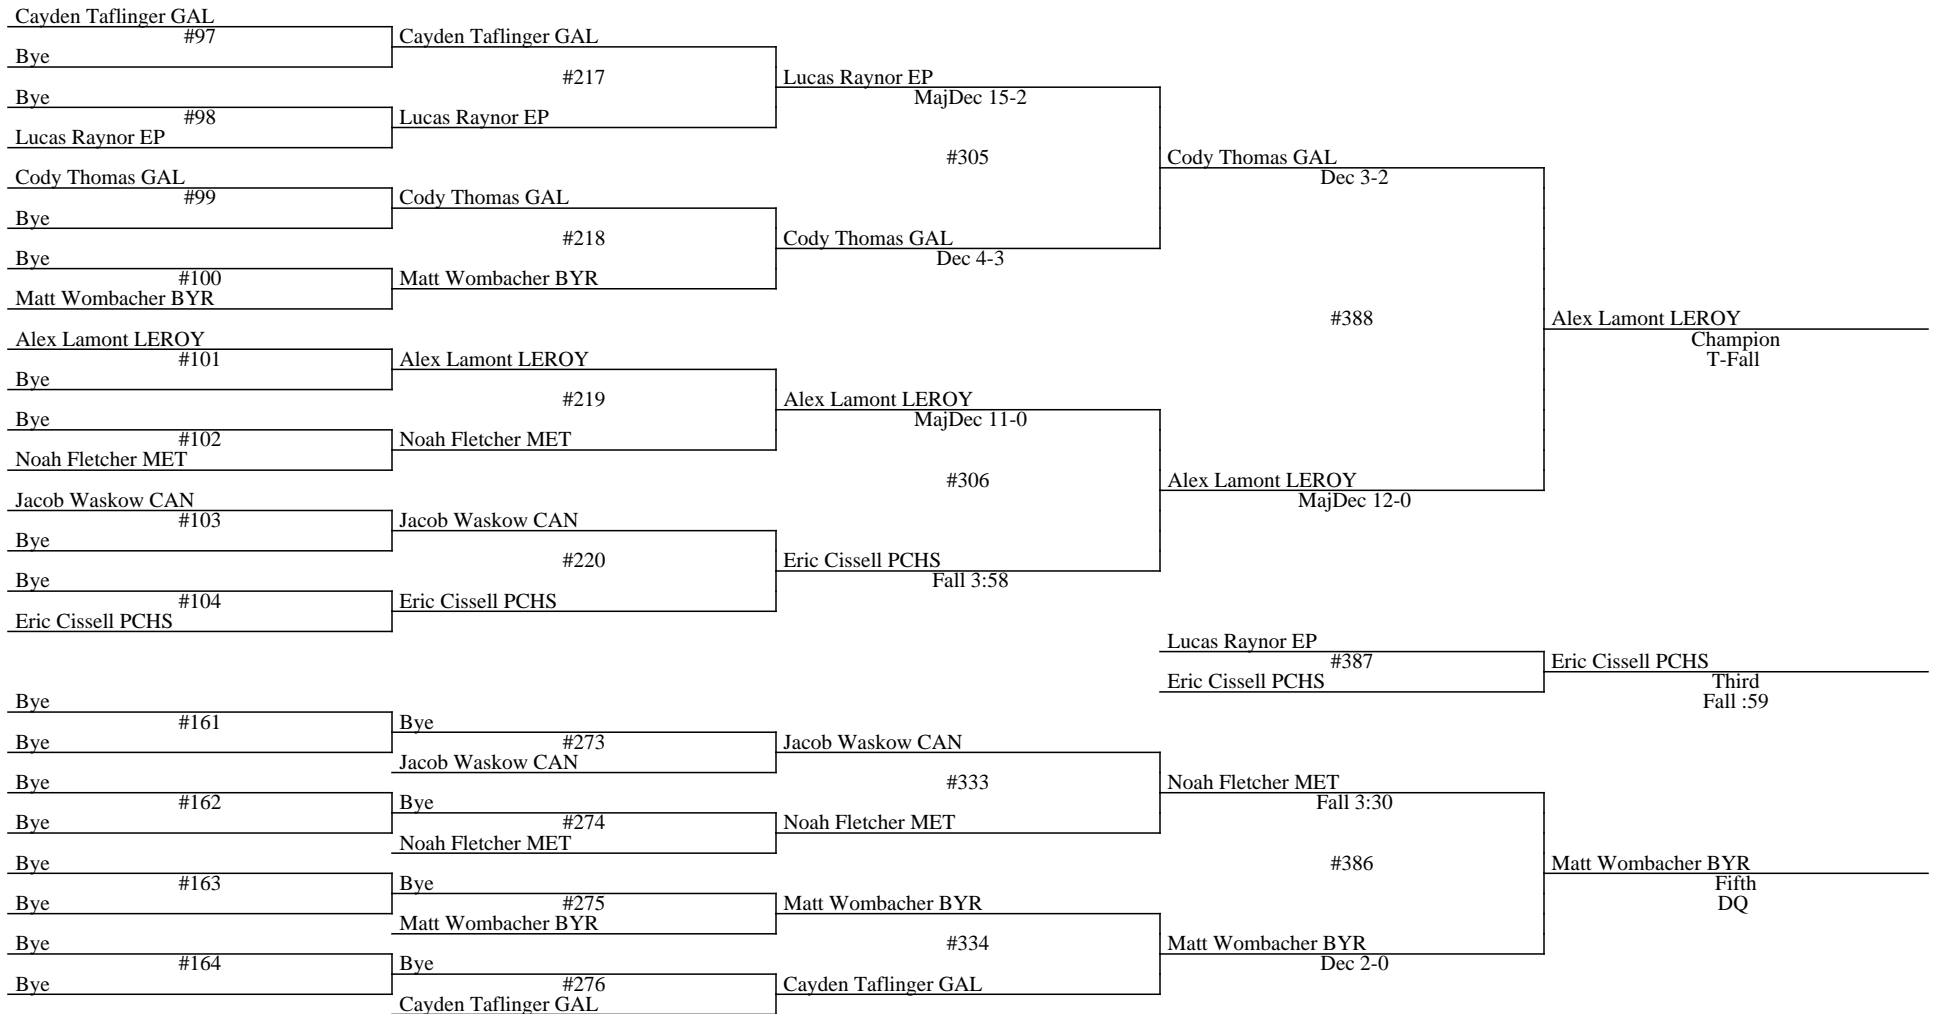 Cayden Taflinger GAL
#97
Bye
Bye
#98
Lucas Raynor EP
Cody Thomas GAL
#99
Bye
Bye
#100
Matt Wombacher BYR
Alex Lamont LEROY
#101
Bye
Bye
#102
Noah Fletcher MET
Jacob Waskow CAN
#103
Bye
Bye
#104
Eric Cissell PCHS
Cayden Taflinger GAL
#217
Lucas Raynor EP
Cody Thomas GAL
#218
Matt Wombacher BYR
Alex Lamont LEROY
#219
Noah Fletcher MET
Jacob Waskow CAN
#220
Eric Cissell PCHS
Lucas Raynor EP
MajDec 15-2
#305
Cody Thomas GAL
Dec 4-3
Alex Lamont LEROY
MajDec 11-0
#306
Eric Cissell PCHS
Fall 3:58
Cody Thomas GAL
Dec 3-2
#388
Alex Lamont LEROY
MajDec 12-0
Alex Lamont LEROY
Champion
T-Fall
Lucas Raynor EP
#387
Eric Cissell PCHS
Eric Cissell PCHS
Third
Fall :59
Bye
#161
Bye
Bye
#162
Bye
Bye
#163
Bye
Bye
#164
Bye
Bye
#273
Jacob Waskow CAN
Bye
#274
Noah Fletcher MET
Bye
#275
Matt Wombacher BYR
Bye
#276
Cayden Taflinger GAL
Jacob Waskow CAN
#333
Noah Fletcher MET
Matt Wombacher BYR
#334
Cayden Taflinger GAL
Noah Fletcher MET
Fall 3:30
#386
Matt Wombacher BYR
Dec 2-0
Matt Wombacher BYR
Fifth
DQ